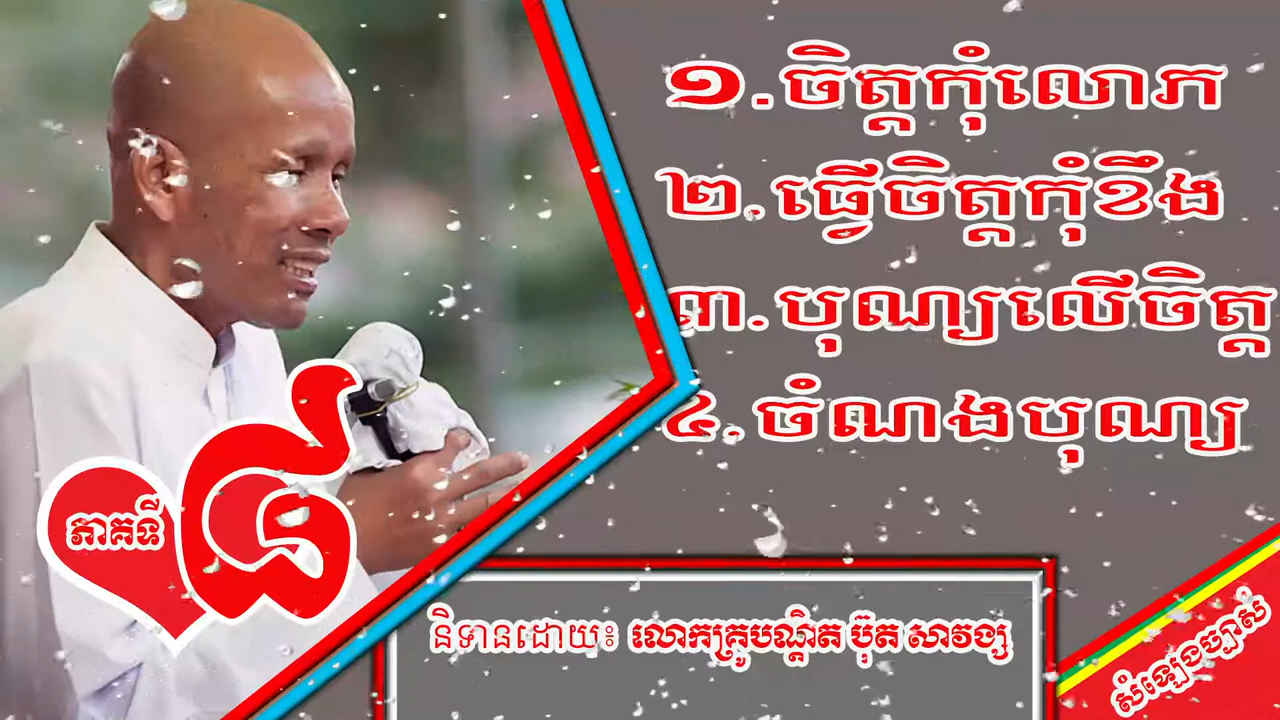 ១.ចិត្តកុំលោភ
២.ធ្វើចិត្តកុំខឹង
៣.បុណ្យលើចិត្ត
៤.ចំណងបុណ្យ
ភាគទី
៨
និទានដោយ៖ លោកគ្រូបណ្ឌិត ប៊ុត សាវង្ស
សំឡេងច្បាស់